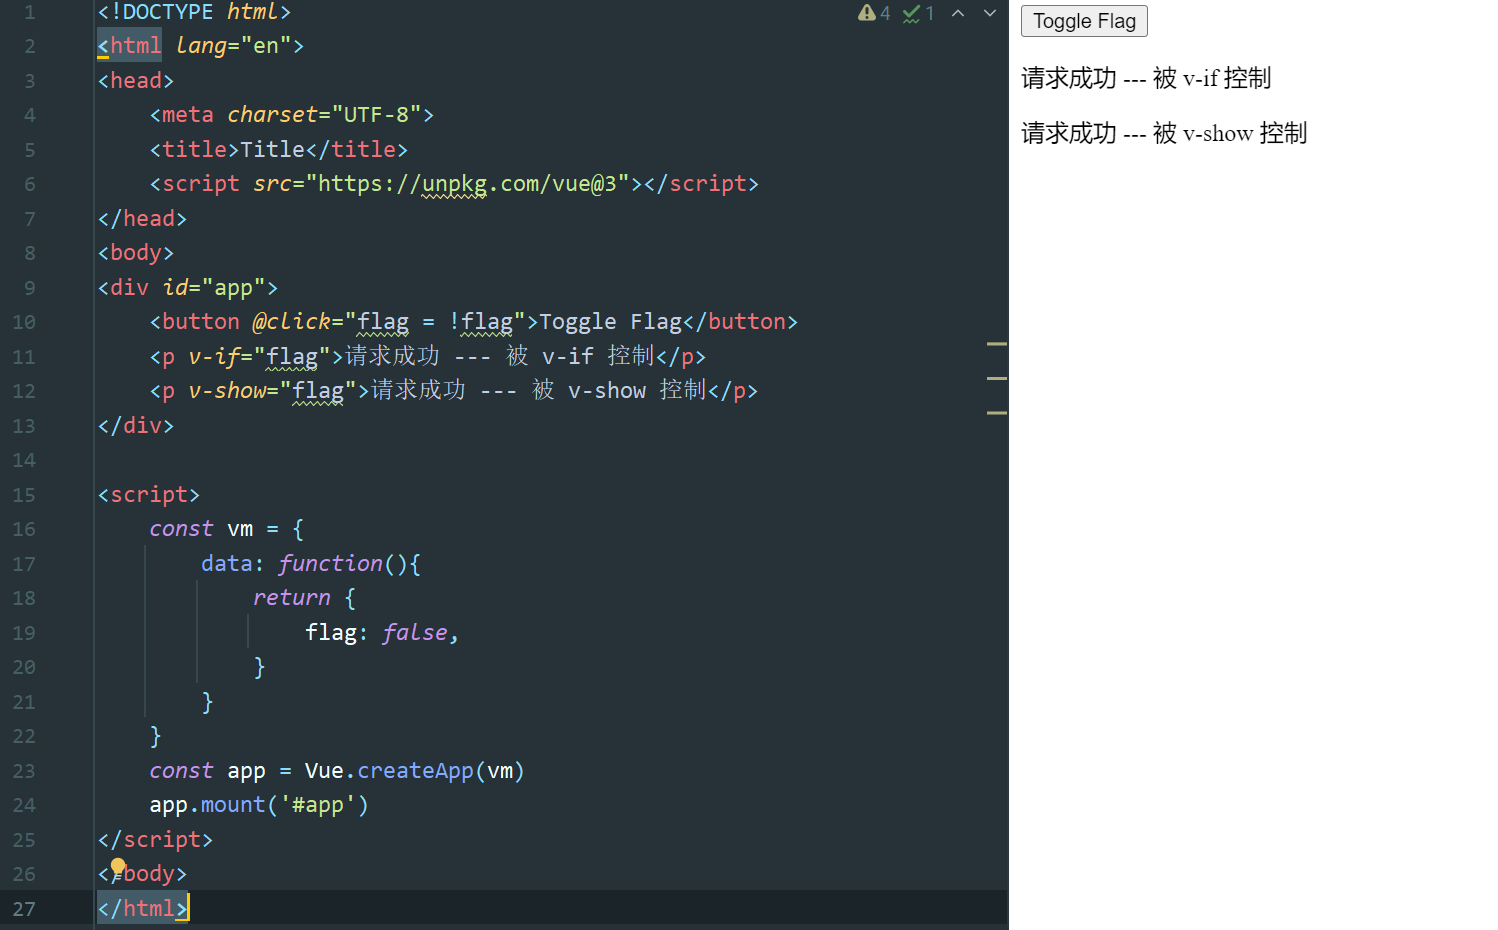 1 <!DOCTYPE html>
2 <html lang="en">
3 <head>
4 <meta charset="UTF-8">
5 <title>Title</title>
6 <script src="https://unpkg.com/vue@3"></script>
7 </head>
8 <body>
9 <div id="app">
10 <button @click="flag = !flag">Toggle Flag</button>
11 <p v-if="flag">请求成功 --- 被 v-if 控制</p>
12 <p v-show="flag">请求成功 --- 被 v-show 控制</p>
13 </div>
14
15 <script>
16 const vm = {
17 data: function(){
18 return {
19 flag: false,
20 }
21 }
22 }
23 const app = Vue.createApp(vm)
24 app.mount('#app')
25 </script>
26 </body>
27 </html>
4 1
Toggle Flag
请求成功 --- 被 v-if 控制
请求成功 --- 被 v-show 控制